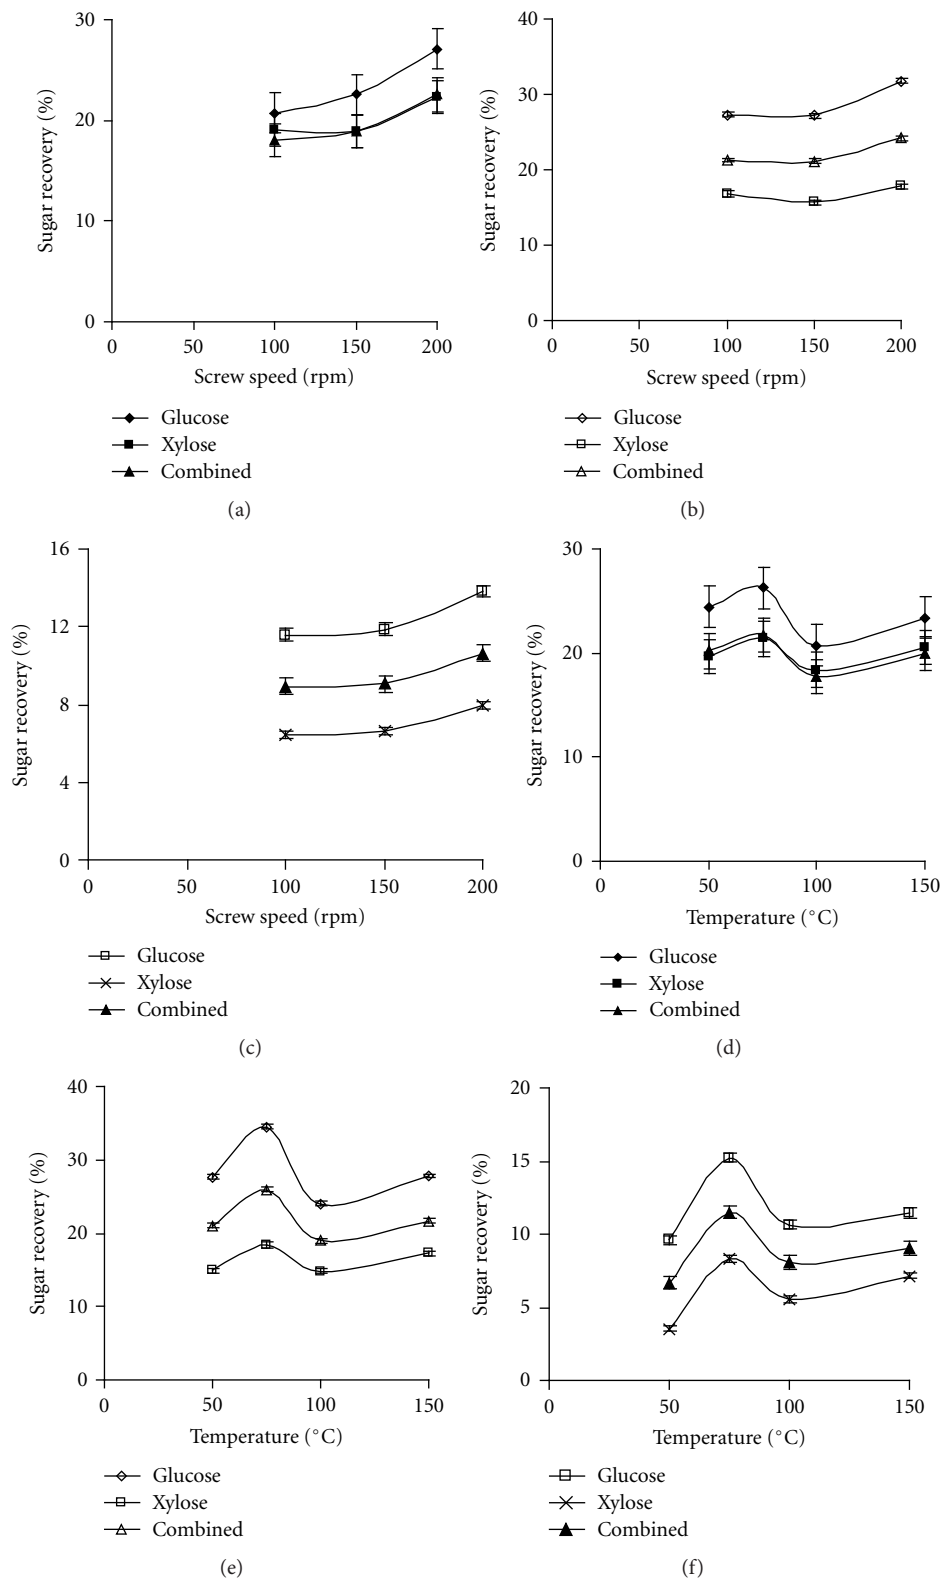 30
20
10
0
Sugar recovery (%)
0 50 100 150 200
Screw speed (rpm)
Glucose
Xylose
Combined
(a)
40
30
20
10
0
Sugar recovery (%)
0 50 100 150 200
Screw speed (rpm)
Glucose
Xylose
Combined
(b)
16
12
8
4
0
Sugar recovery (%)
0 50 100 150 200
Screw speed (rpm)
Glucose
Xylose
Combined
(c)
30
20
10
0
Sugar recovery (%)
0 50 100 150
Temperature (°C)
Glucose
Xylose
Combined
(d)
40
30
20
10
0
Sugar recovery (%)
0 50 100 150
Temperature (°C)
Glucose
Xylose
Combined
(e)
20
15
10
5
0
Sugar recovery (%)
0 50 100 150
Temperature (°C)
Glucose
Xylose
Combined
(f)